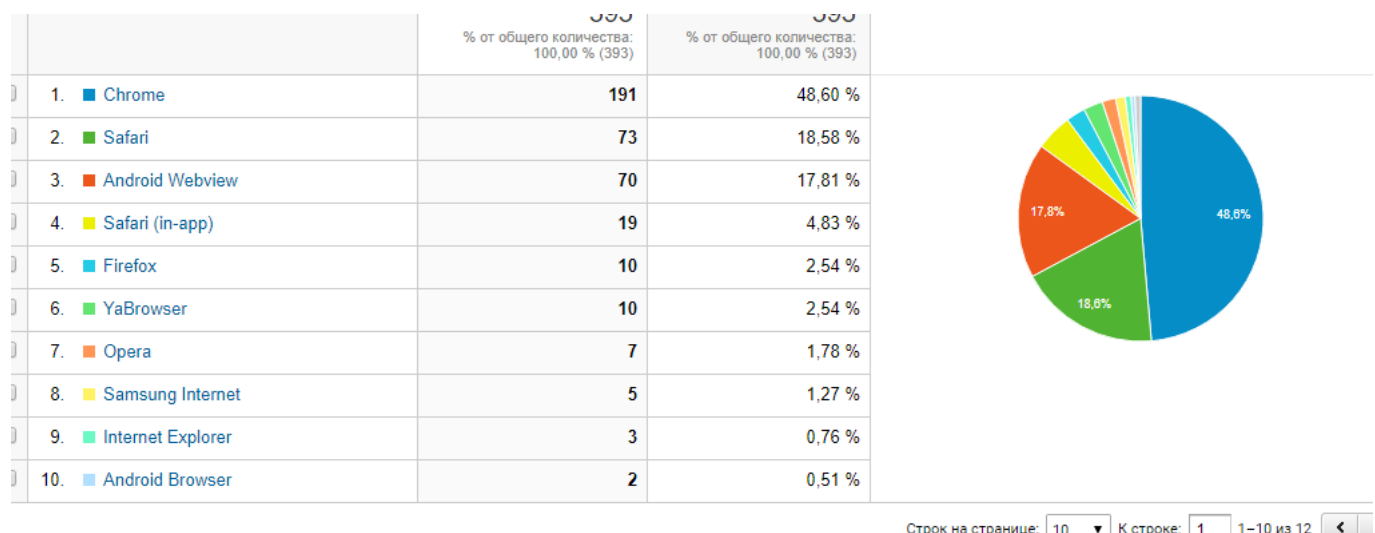 393 393
% от общего количества: % от общего количества:
100,00 % (393) 100,00 % (393)
1. Chrome 191 48,60 %
2. Safari 73 18,58 %
3. Android Webview 70 17,81 %
4. Safari (in-app) 19 4,83 %
5. Firefox 10 2,54 %
6. YaBrowser 10 2,54 %
7. Opera 7 1,78 %
8. Samsung Internet 5 1,27 %
9. Internet Explorer 3 0,76 %
10. Android Browser 2 0,51 %
17,8% 48,6%
18,6%
Строк на странице: 10 К строке: 1 1–10 из 12